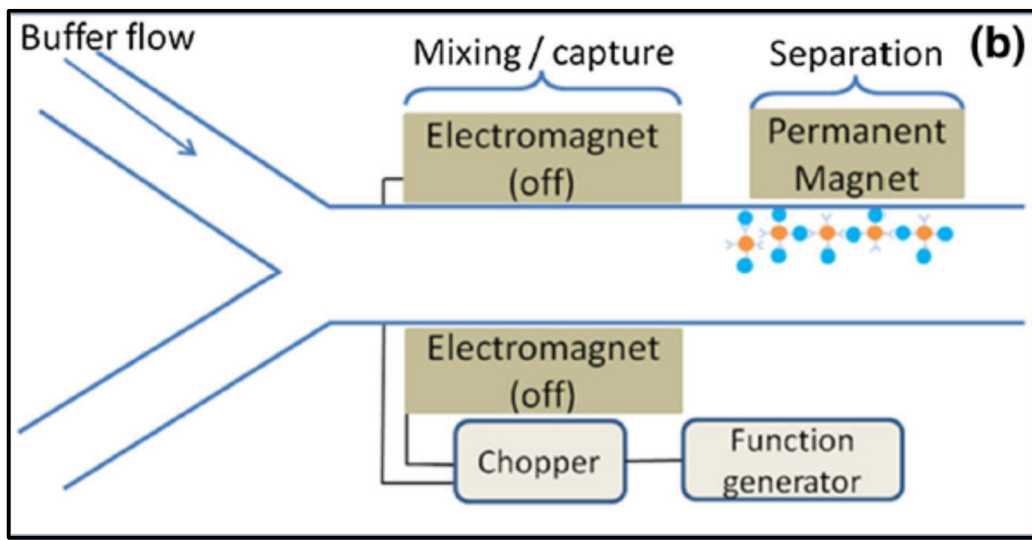 Buffer flow
Mixing / capture
Separation
(b)
Electromagnet
(off)
Permanent
Magnet
Electromagnet
(off)
Chopper
Function
generator